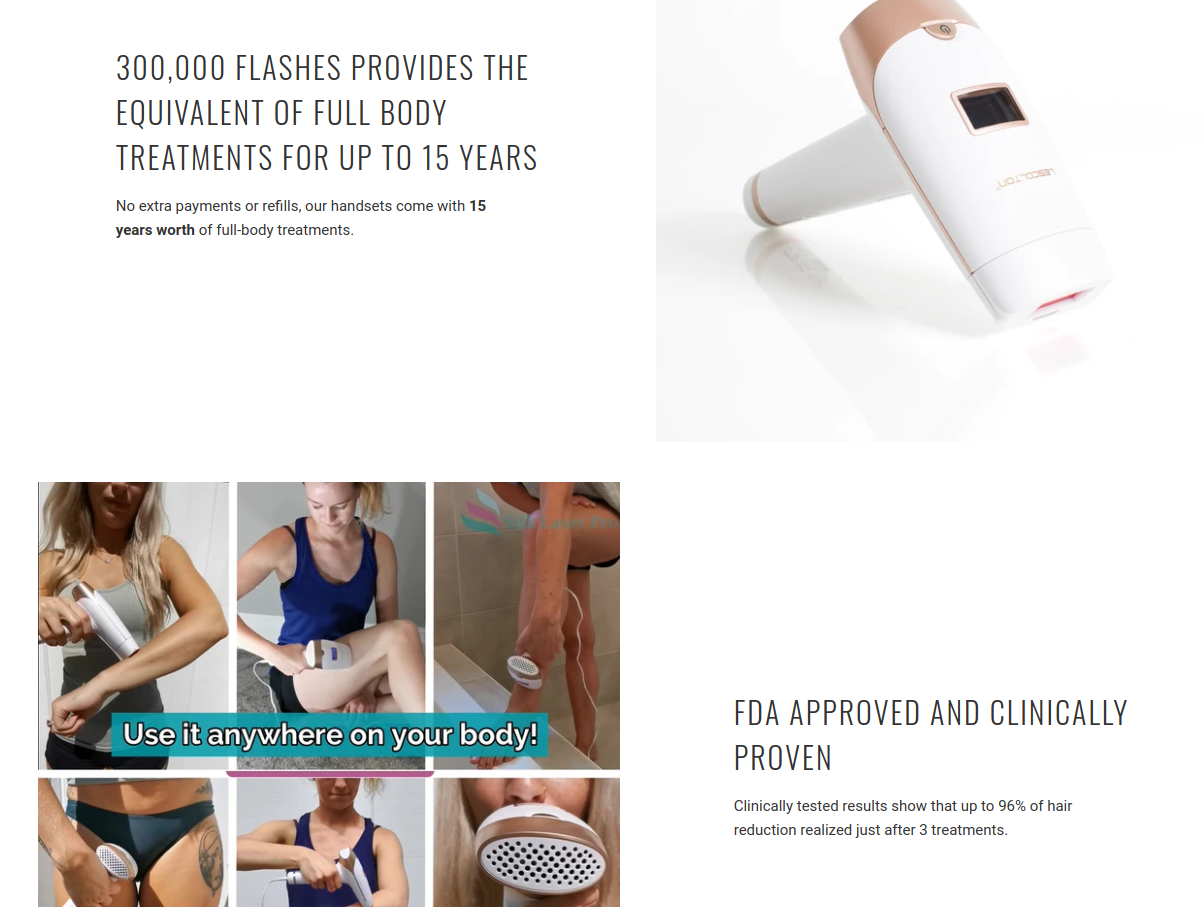 300,000 FLASHES PROVIDES THE
EQUIVALENT OF FULL BODY
TREATMENTS FOR UP TO 15 YEARS
No extra payments or refills, our handsets come with 15
years worth of full-body treatments.
LESCOLTON
Use it anywhere on your body!
FDA APPROVED AND CLINICALLY
PROVEN
Clinically tested results show that up to 96% of hair
reduction realized just after 3 treatments.